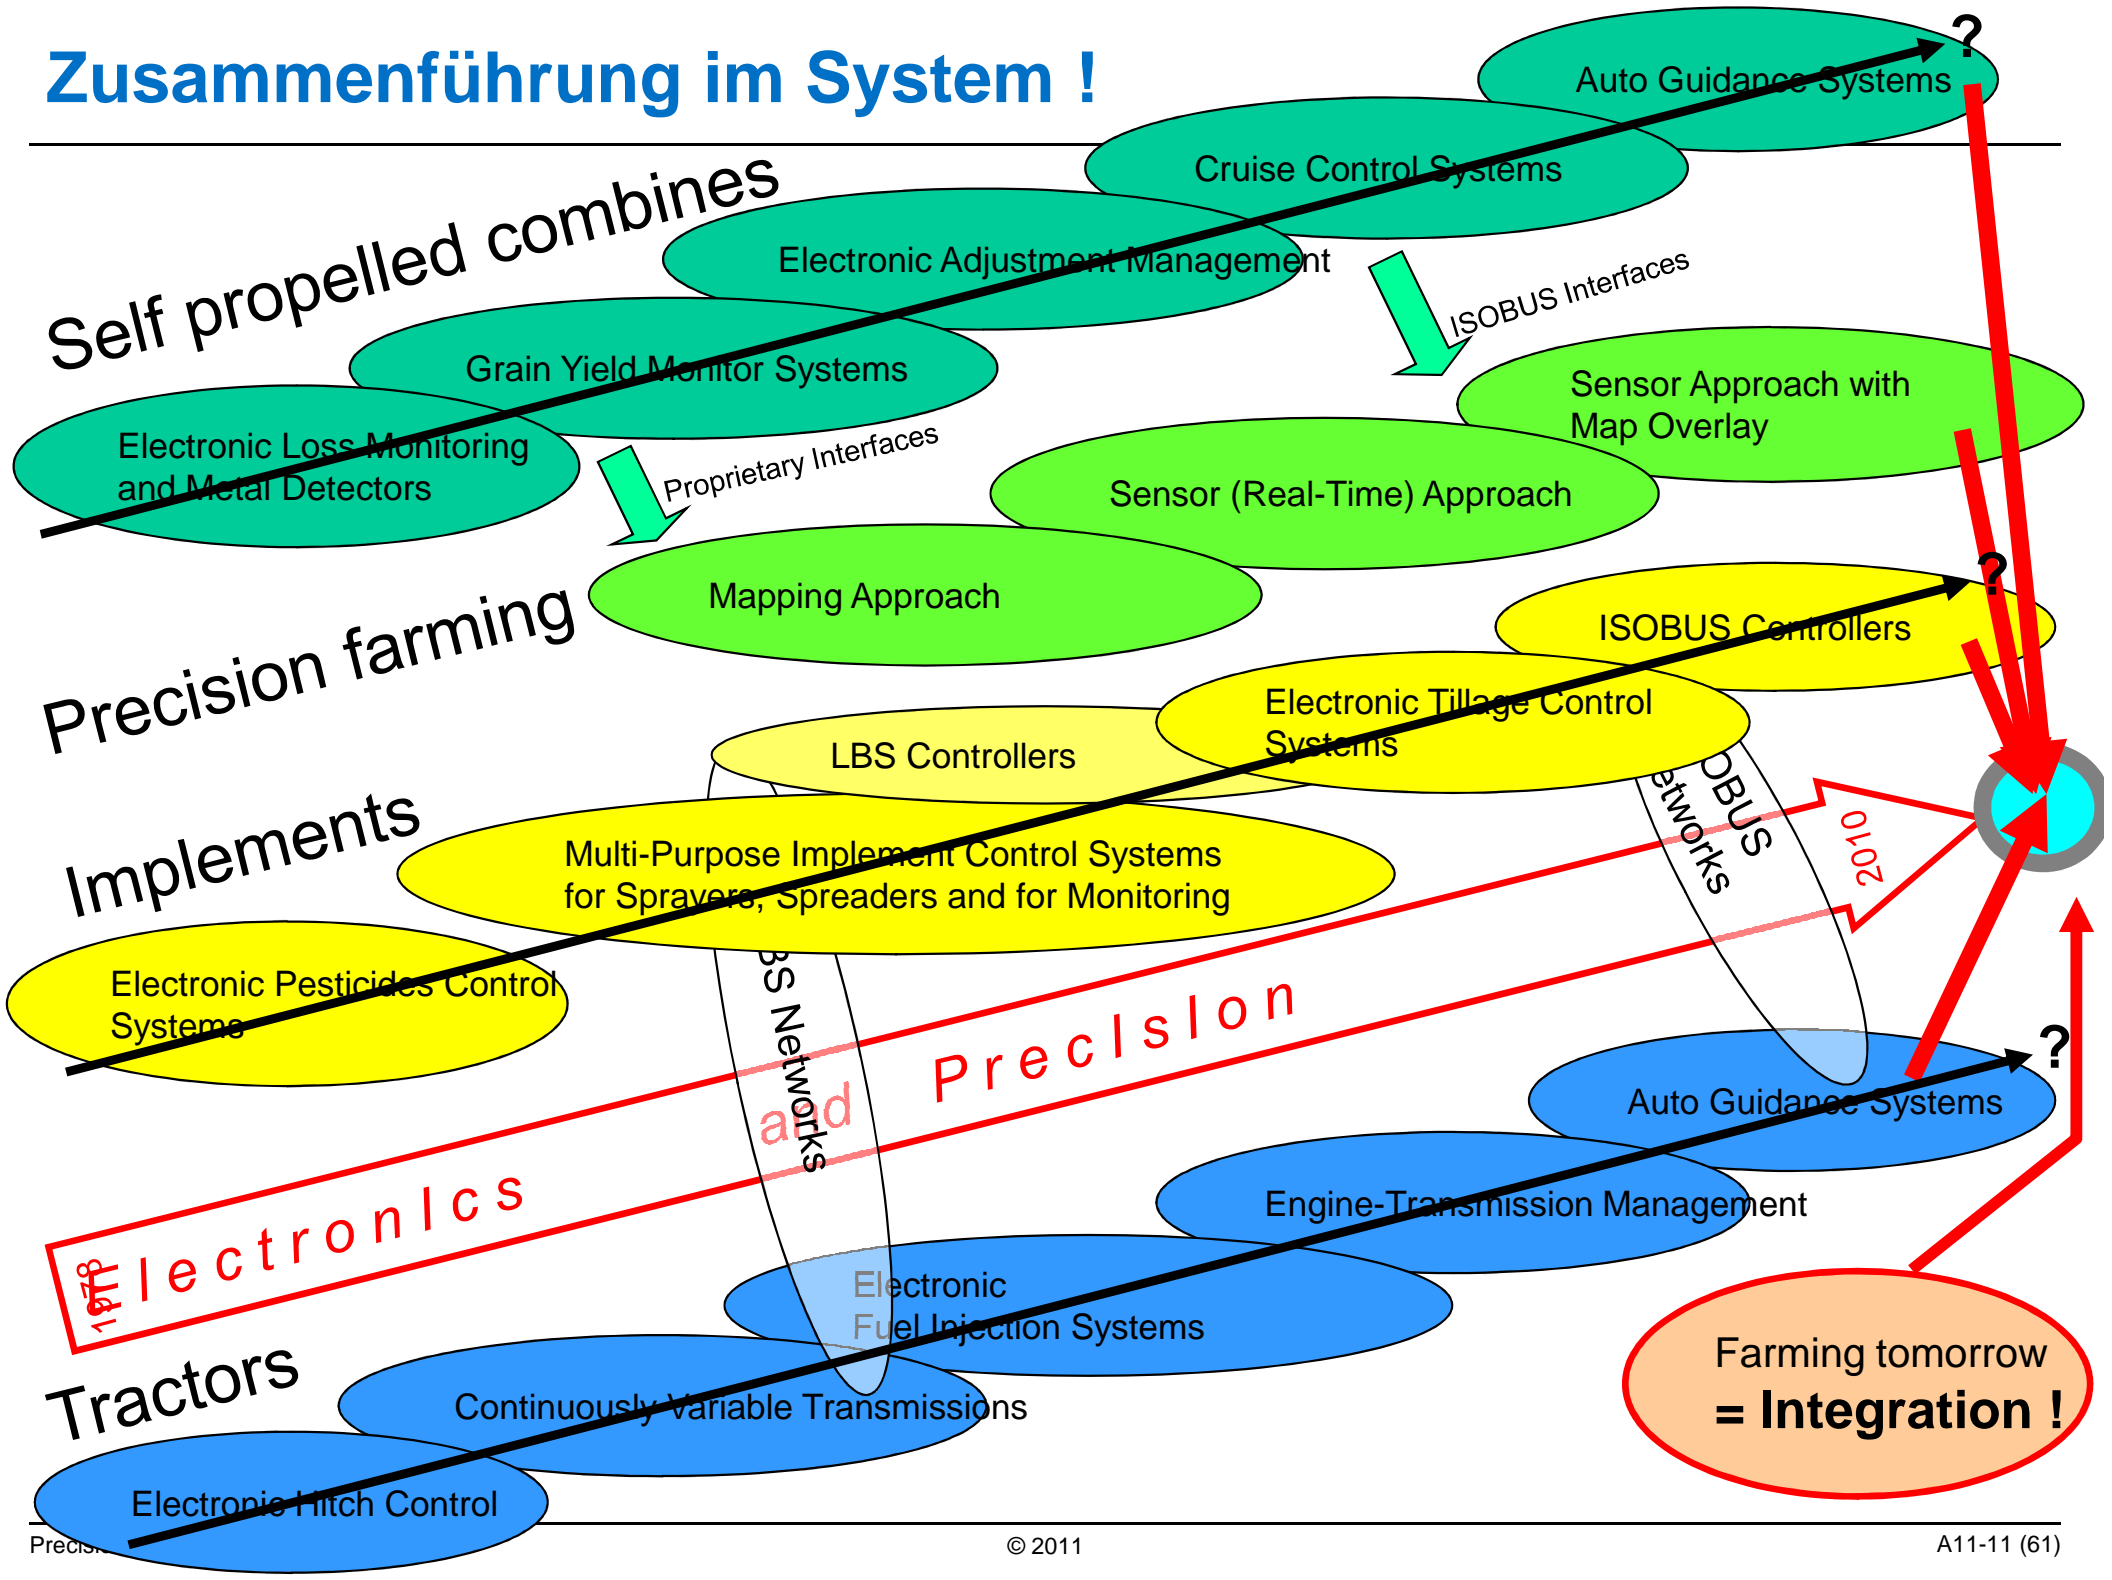 Zusammenführung im System !
?
Auto Guidance Systems
Cruise Control Systems
Self propelled combines
Electronic Adjustment Management
ISOBUS Interfaces
Grain Yield Monitor Systems
Sensor Approach with
Map Overlay
Electronic Loss Monitoring
and Metal Detectors
Proprietary Interfaces
Sensor (Real-Time) Approach
Precision farming
Mapping Approach
?
ISOBUS Controllers
Electronic Tillage Control
Systems
LBS Controllers
Implements
Multi-Purpose Implement Control Systems
for Sprayers, Spreaders and for Monitoring
Electronic Pesticides Control
Systems
Networks
2010
1978
ElectronIcs and PrecIsIon
?
Auto Guidance Systems
Engine-Transmission Management
Electronic
Fuel Injection Systems
Tractors
Continuously Variable Transmissions
Electronic Hitch Control
Farming tomorrow
= Integration !
© 2011
A11-11 (61)